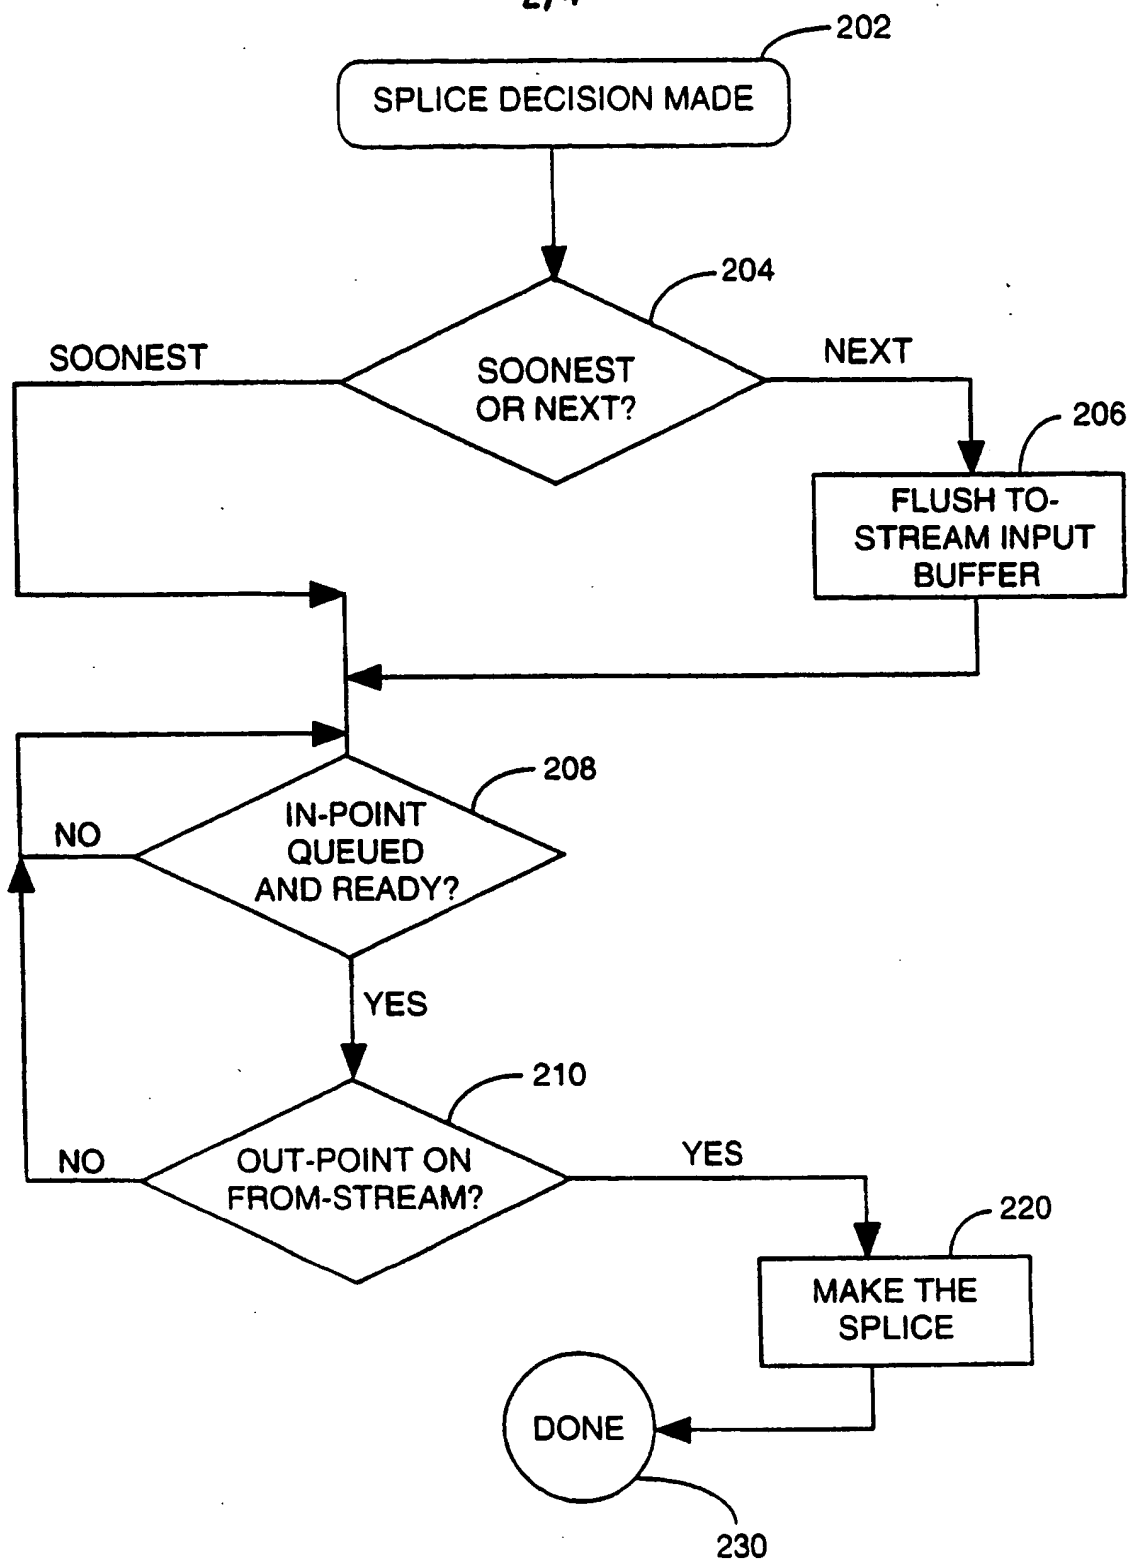 202
SPLICE DECISION MADE
204
SOONEST
NEXT
SOONEST
OR NEXT?
206
FLUSH TO-
STREAM INPUT
BUFFER
208
IN-POINT
QUEUED
AND READY?
NO
YES
210
NO
OUT-POINT ON
FROM-STREAM?
YES
220
MAKE THE
SPLICE
DONE
230